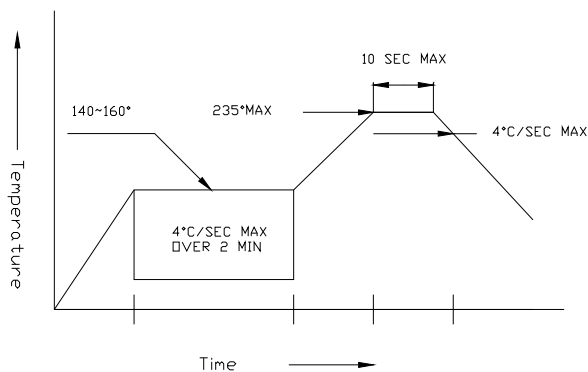 10 SEC MAX
140~160°
235°MAX
4°C/SEC MAX
4°C/SEC MAX
OVER 2 MIN
Temperature
Time